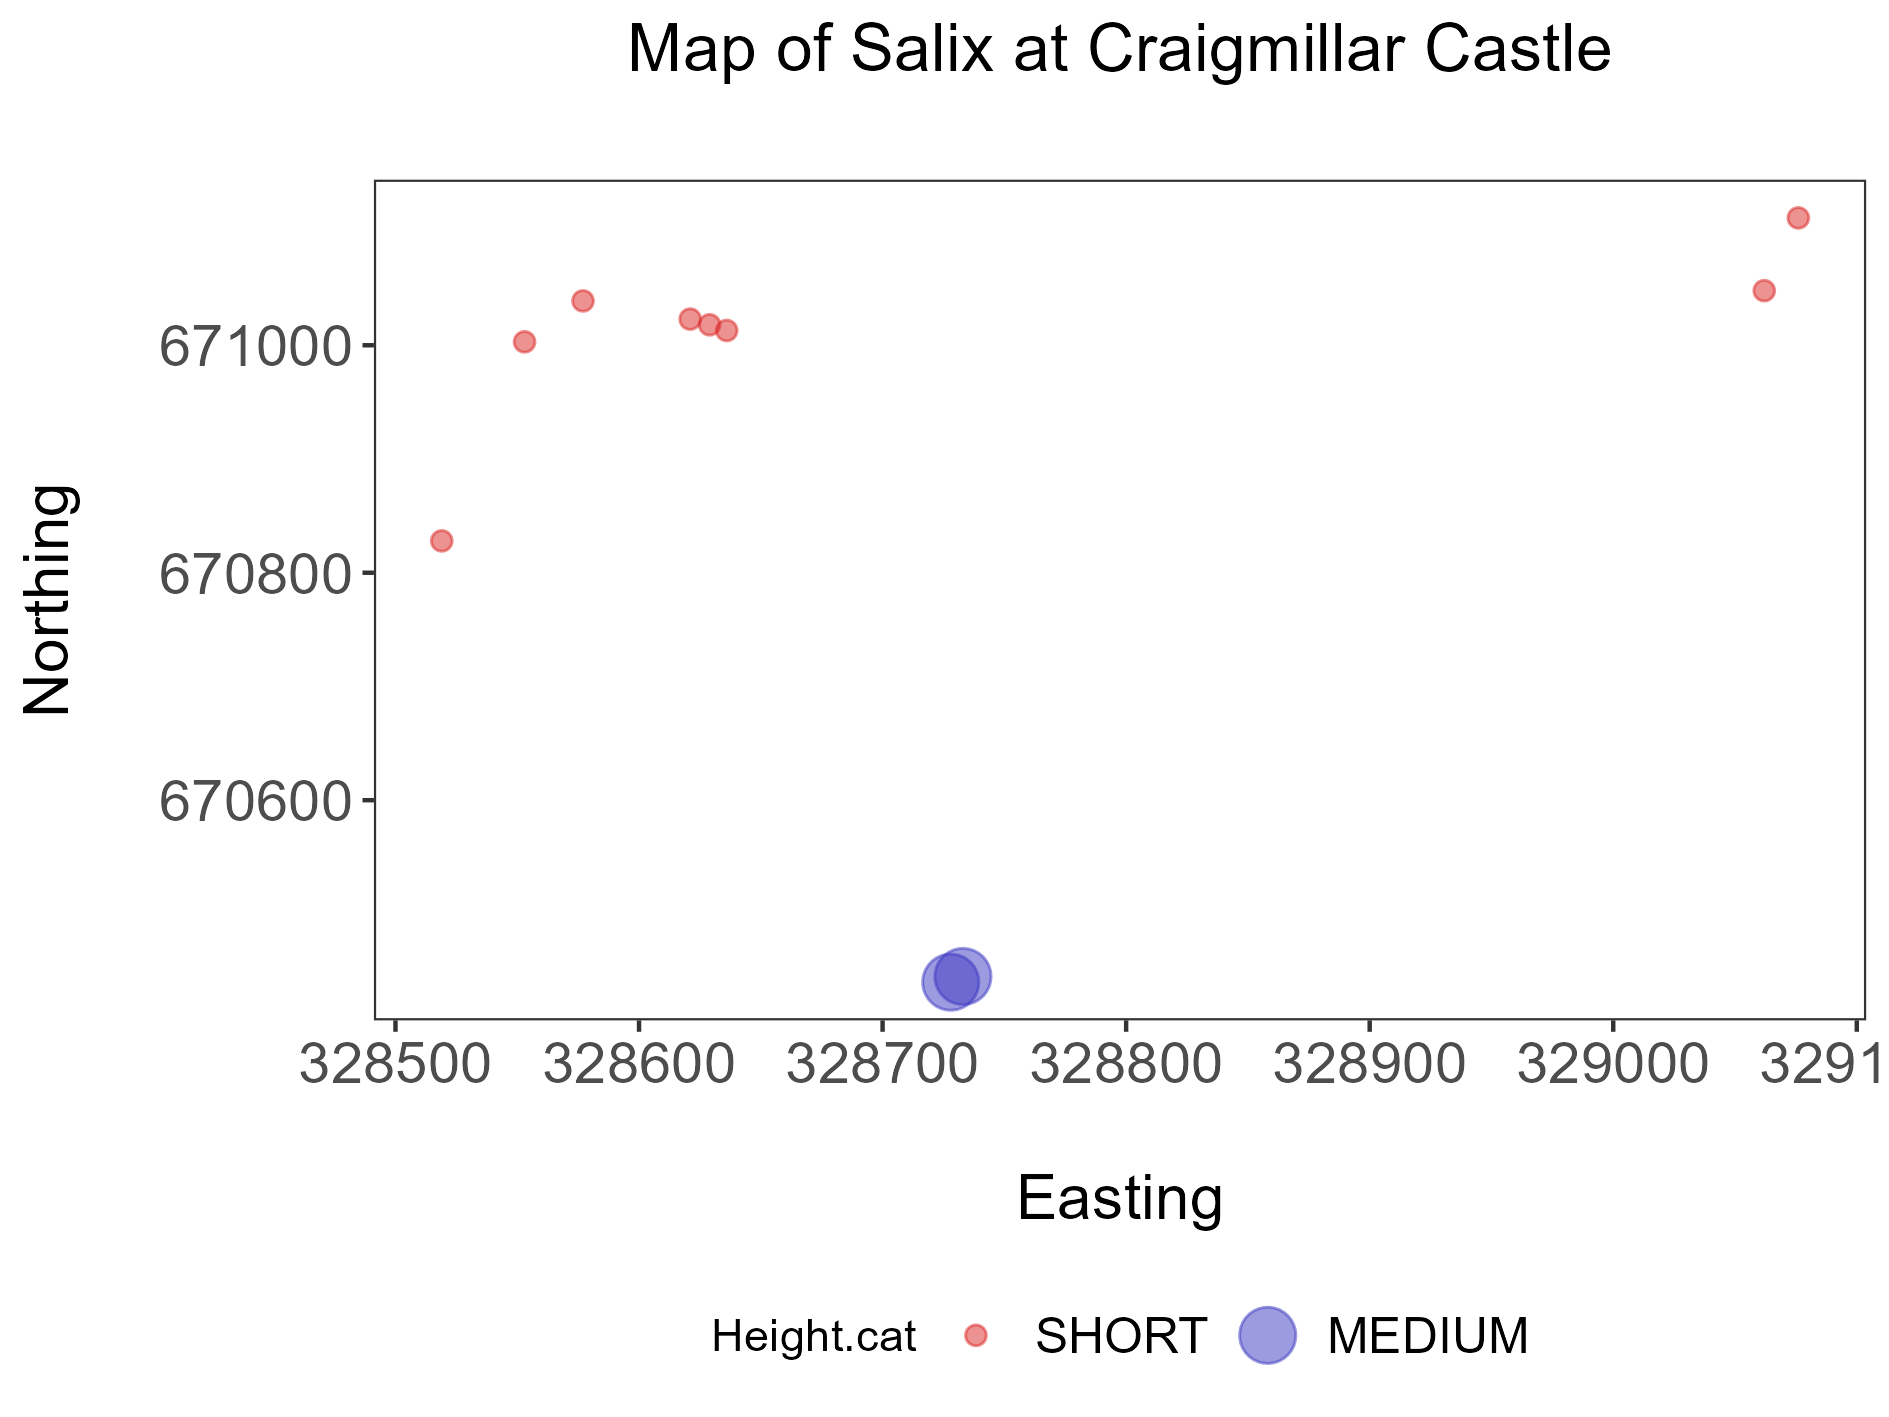 Map of Salix at Craigmillar Castle
Northing
671000
670800
670600
328500 328600 328700 328800 328900 329000 3291
Easting
Height.cat SHORT MEDIUM